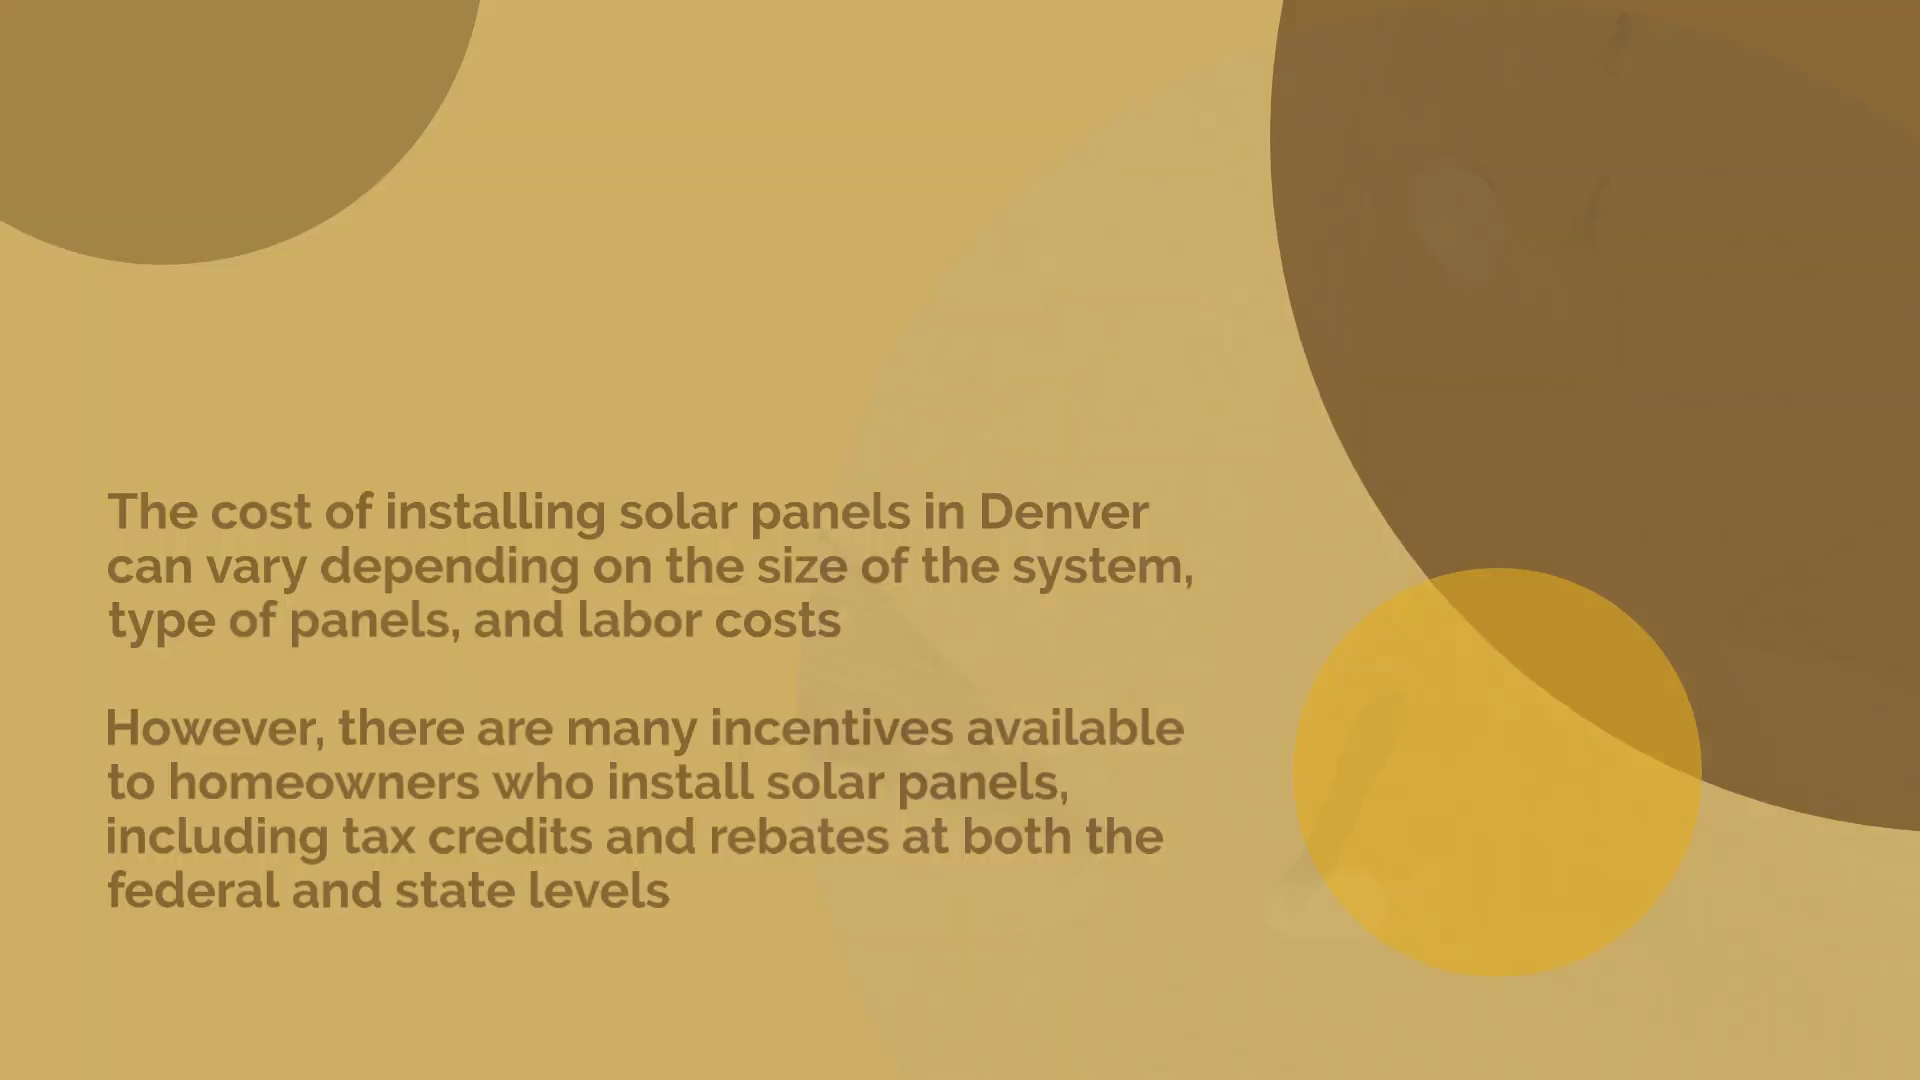 The cost of installing solar panels in Denver
can vary depending on the size of the system,
type of panels, and labor costs
However, there are many incentives available
to homeowners who install solar panels,
including tax credits and rebates at both the
federal and state levels